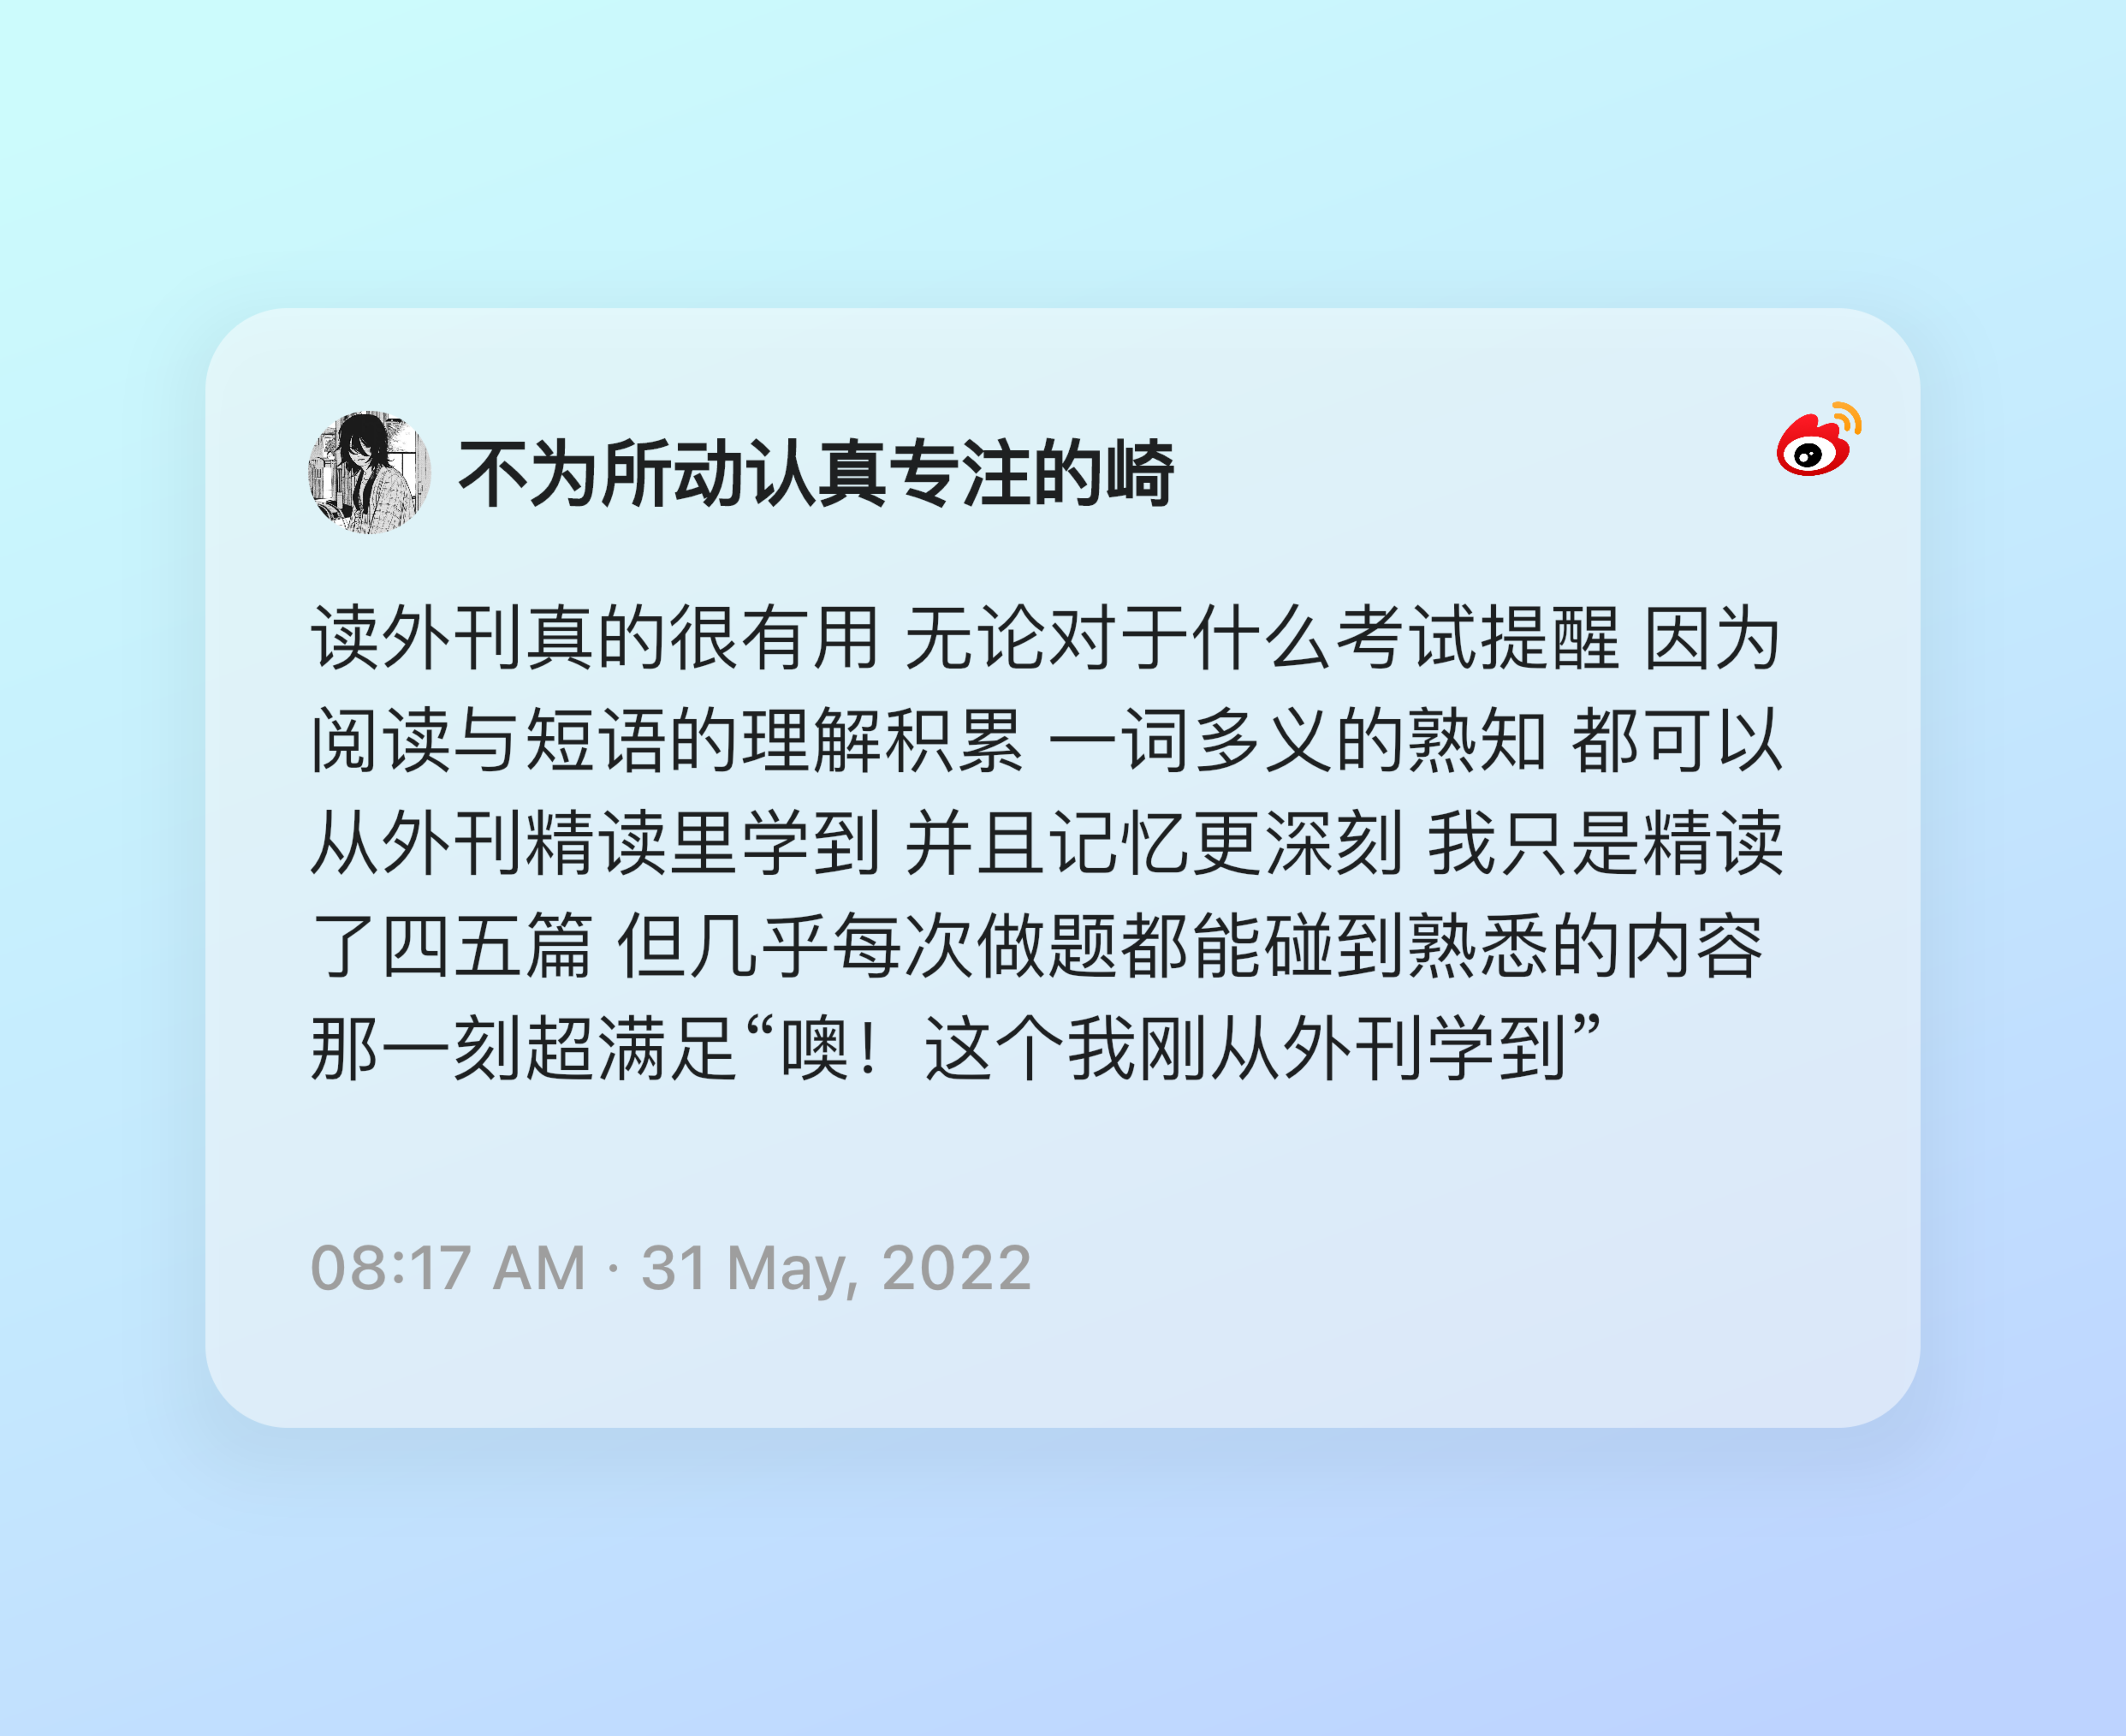 不为所动认真专注的崎
读外刊真的很有用 无论对于什么考试提醒 因为
阅读与短语的理解积累 一词多义的熟知 都可以
从外刊精读里学到 并且记忆更深刻 我只是精读
了四五篇 但几乎每次做题都能碰到熟悉的内容
那一刻超满足“噢！ 这个我刚从外刊学到”
08:17 AM · 31 May, 2022